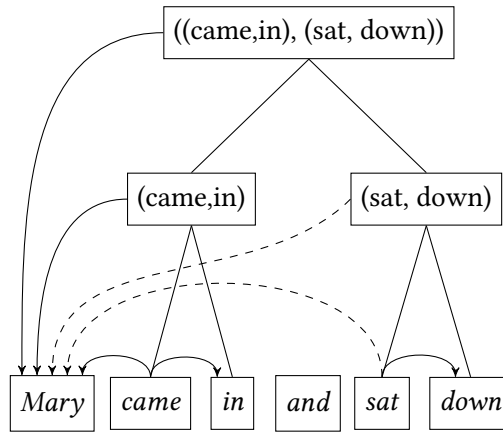 ((came,in), (sat, down))
(came,in) (sat, down)
Mary came in and sat down